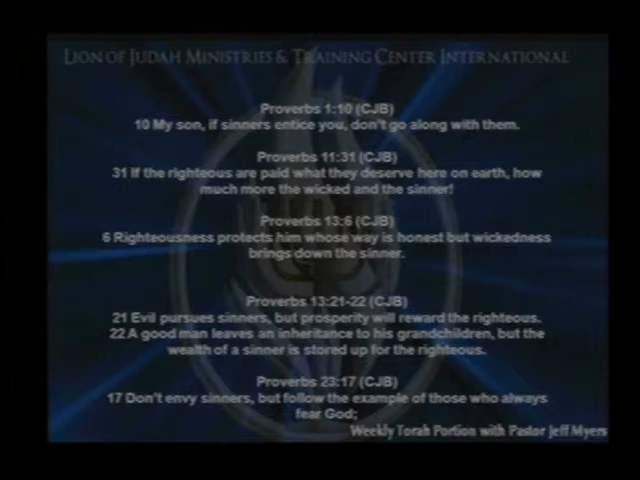 Lion of Judah Ministries & Training Center International
Proverbs 1:10 (CJB)
10 My son, if sinners entice you, don't go along with them.
Proverbs 11:31 (CJB)
31 If the righteous are paid what they deserve here on earth, how
much more the wicked and the sinner!
Proverbs 13:6 (CJB)
6 Righteousness protects him whose way is honest but wickedness
brings down the sinner.
Proverbs 13:21-22 (CJB)
21 Evil pursues sinners, but prosperity will reward the righteous.
22 A good man leaves an inheritance to his grandchildren, but the
wealth of a sinner is stored up for the righteous.
Proverbs 23:17 (CJB)
17 Don't envy sinners, but follow the example of those who always
fear God;
Weekly Torah Portion with Pastor Jeff Myers